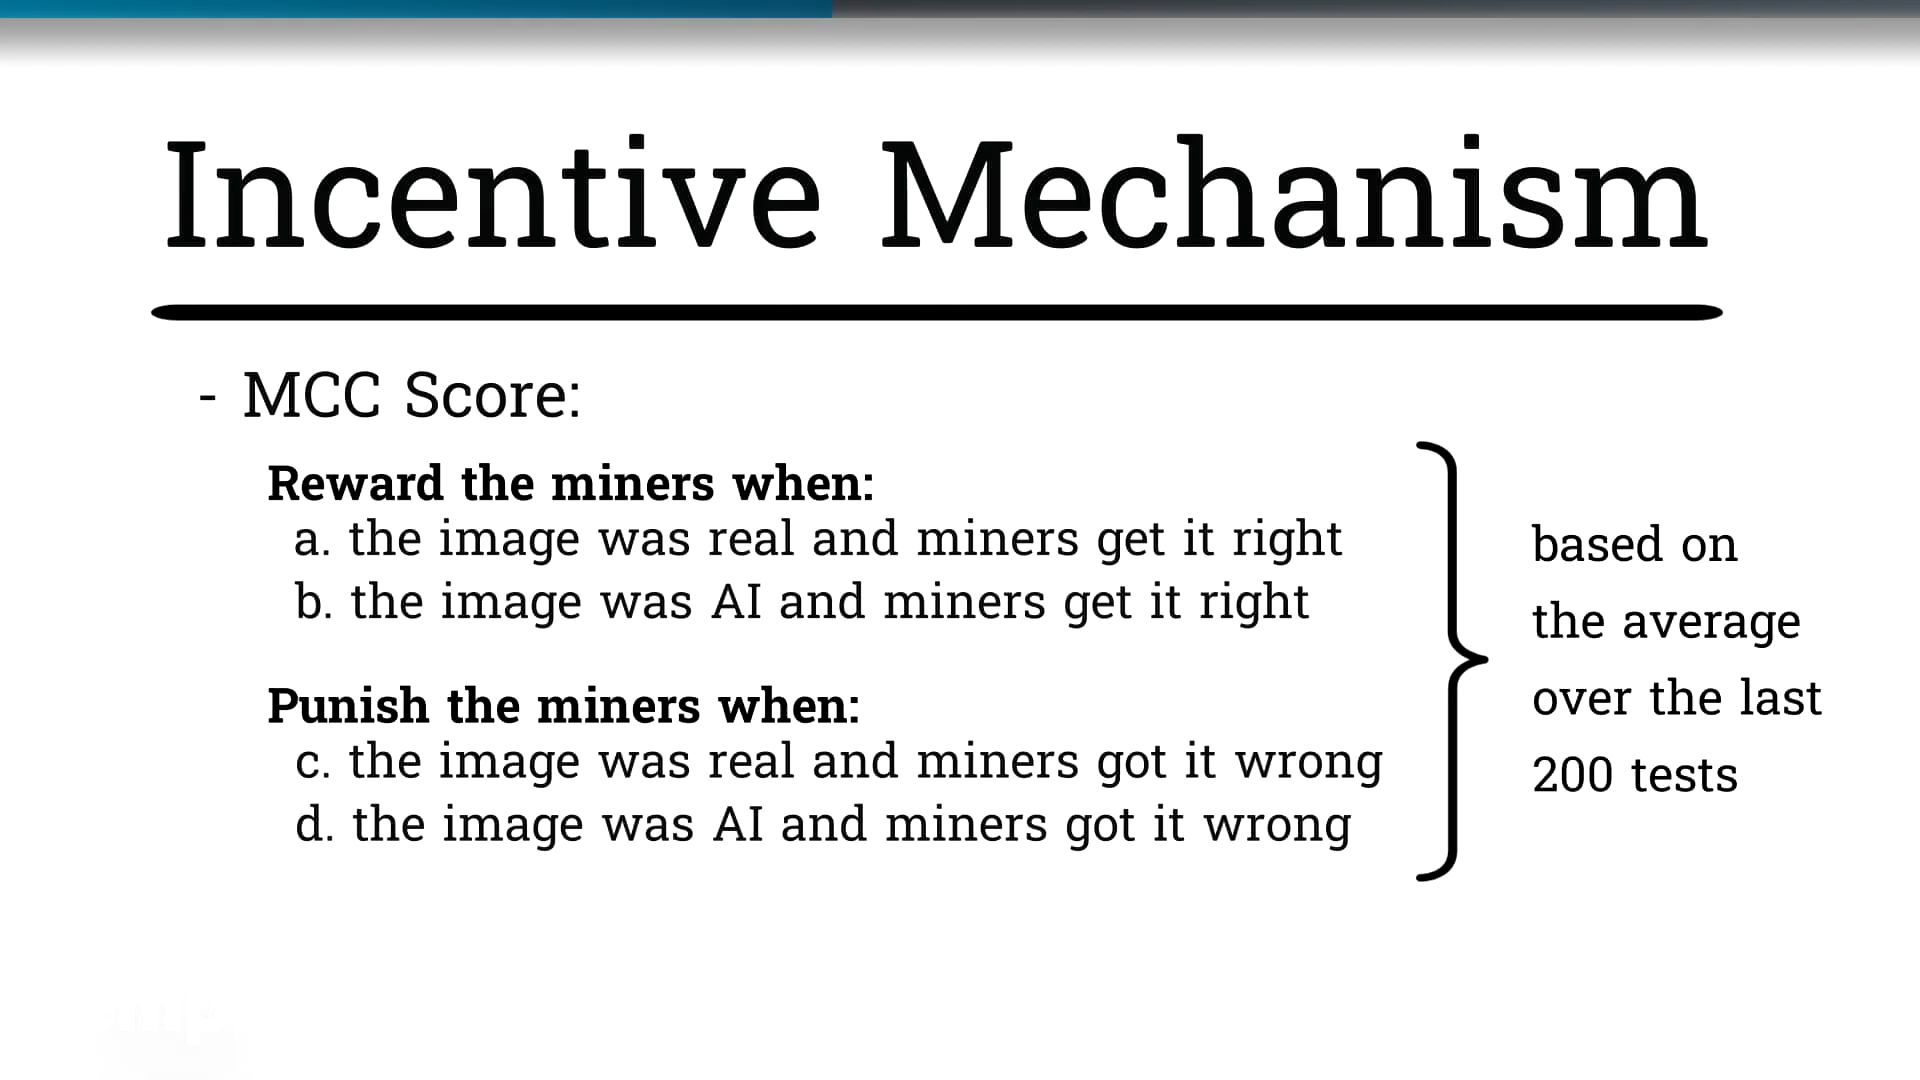 Incentive Mechanism
- MCC Score:
Reward the miners when:
a. the image was real and miners get it right
b. the image was AI and miners get it right
Punish the miners when:
c. the image was real and miners got it wrong
d. the image was AI and miners got it wrong
based on
the average
over the last
200 tests